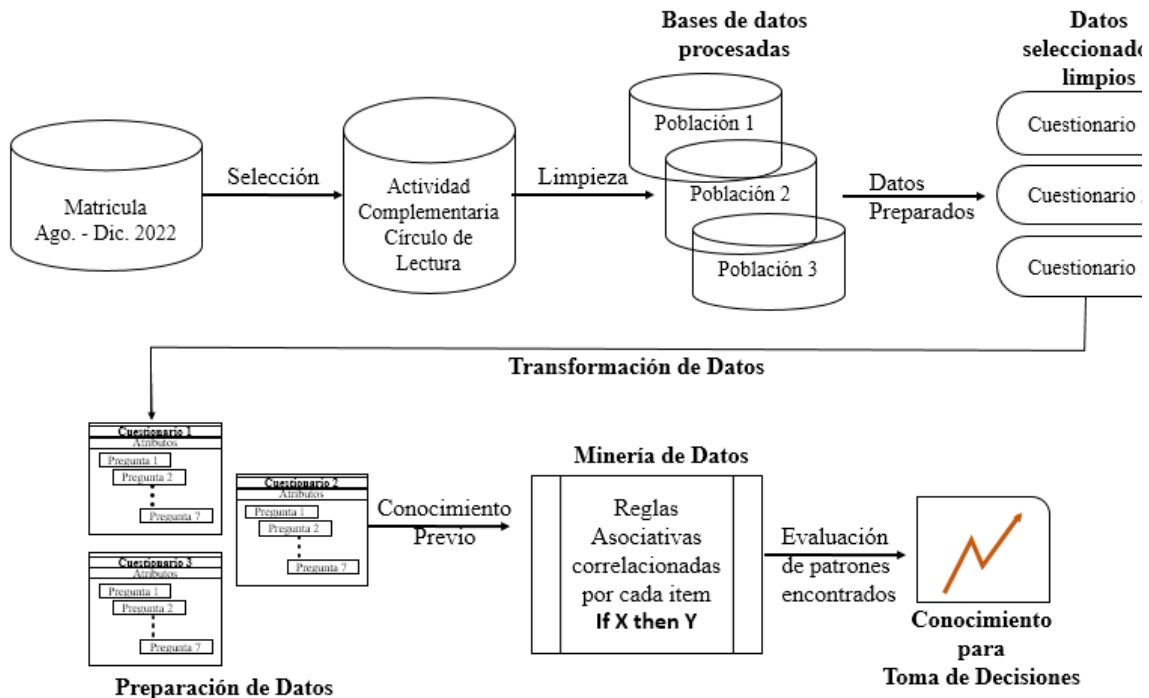 Bases de datos
procesadas
Datos
seleccionado
limpios
Matricula
Ago. - Dic. 2022
Selección
Actividad
Complementaria
Círculo de
Lectura
Limpieza
Población 1
Población 2
Población 3
Datos
Preparados
Cuestionario
Cuestionario
Cuestionario
Transformación de Datos
Cuestionario 1
Atributos
Pregunta 1
Pregunta 2
Pregunta 7
Cuestionario 2
Atributos
Pregunta 1
Pregunta 2
Pregunta 7
Cuestionario 3
Atributos
Pregunta 1
Pregunta 2
Pregunta 7
Preparación de Datos
Conocimiento
Previo
Minería de Datos
Reglas
Asociativas
correlacionadas
por cada item
If X then Y
Evaluación
de patrones
encontrados
Conocimiento
para
Toma de Decisiones